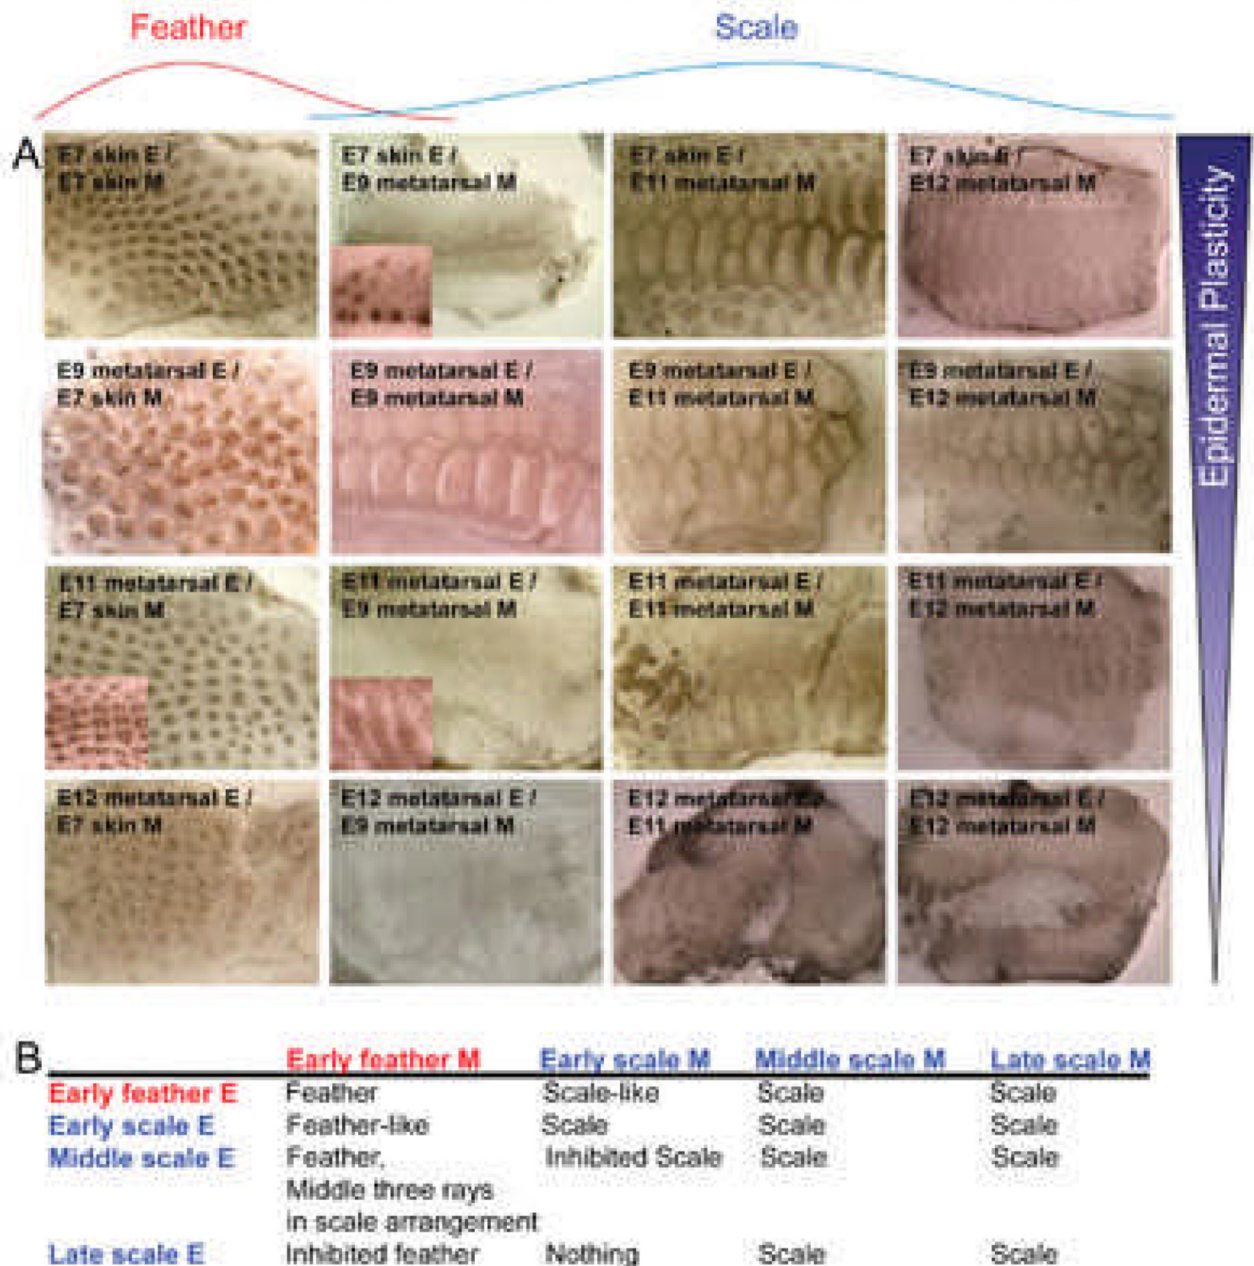 Feather Scale
A
E7 skin E / E7 skin E / E7 skin E / E7 skin E /
E7 skin M E9 metatarsal M E11 metatarsal M E12 metatarsal M
E9 metatarsal E / E9 metatarsal E / E9 metatarsal E / E9 metatarsal E /
E7 skin M E9 metatarsal M E11 metatarsal M E12 metatarsal M
E11 metatarsal E / E11 metatarsal E / E11 metatarsal E / E11 metatarsal E /
E7 skin M E9 metatarsal M E11 metatarsal M E12 metatarsal M
E12 metatarsal E / E12 metatarsal E / E12 metatarsal E / E12 metatarsal E /
E7 skin M E9 metatarsal M E11 metatarsal M E12 metatarsal M
Epidermal Plasticity
B
Early feather M Early scale M Middle scale M Late scale M
Early feather E Feather Scale-like Scale Scale
Early scale E Feather-like Scale Scale Scale
Middle scale E Feather, Inhibited Scale Scale Scale
Middle three rays
in scale arrangement
Late scale E Inhibited feather Nothing Scale Scale